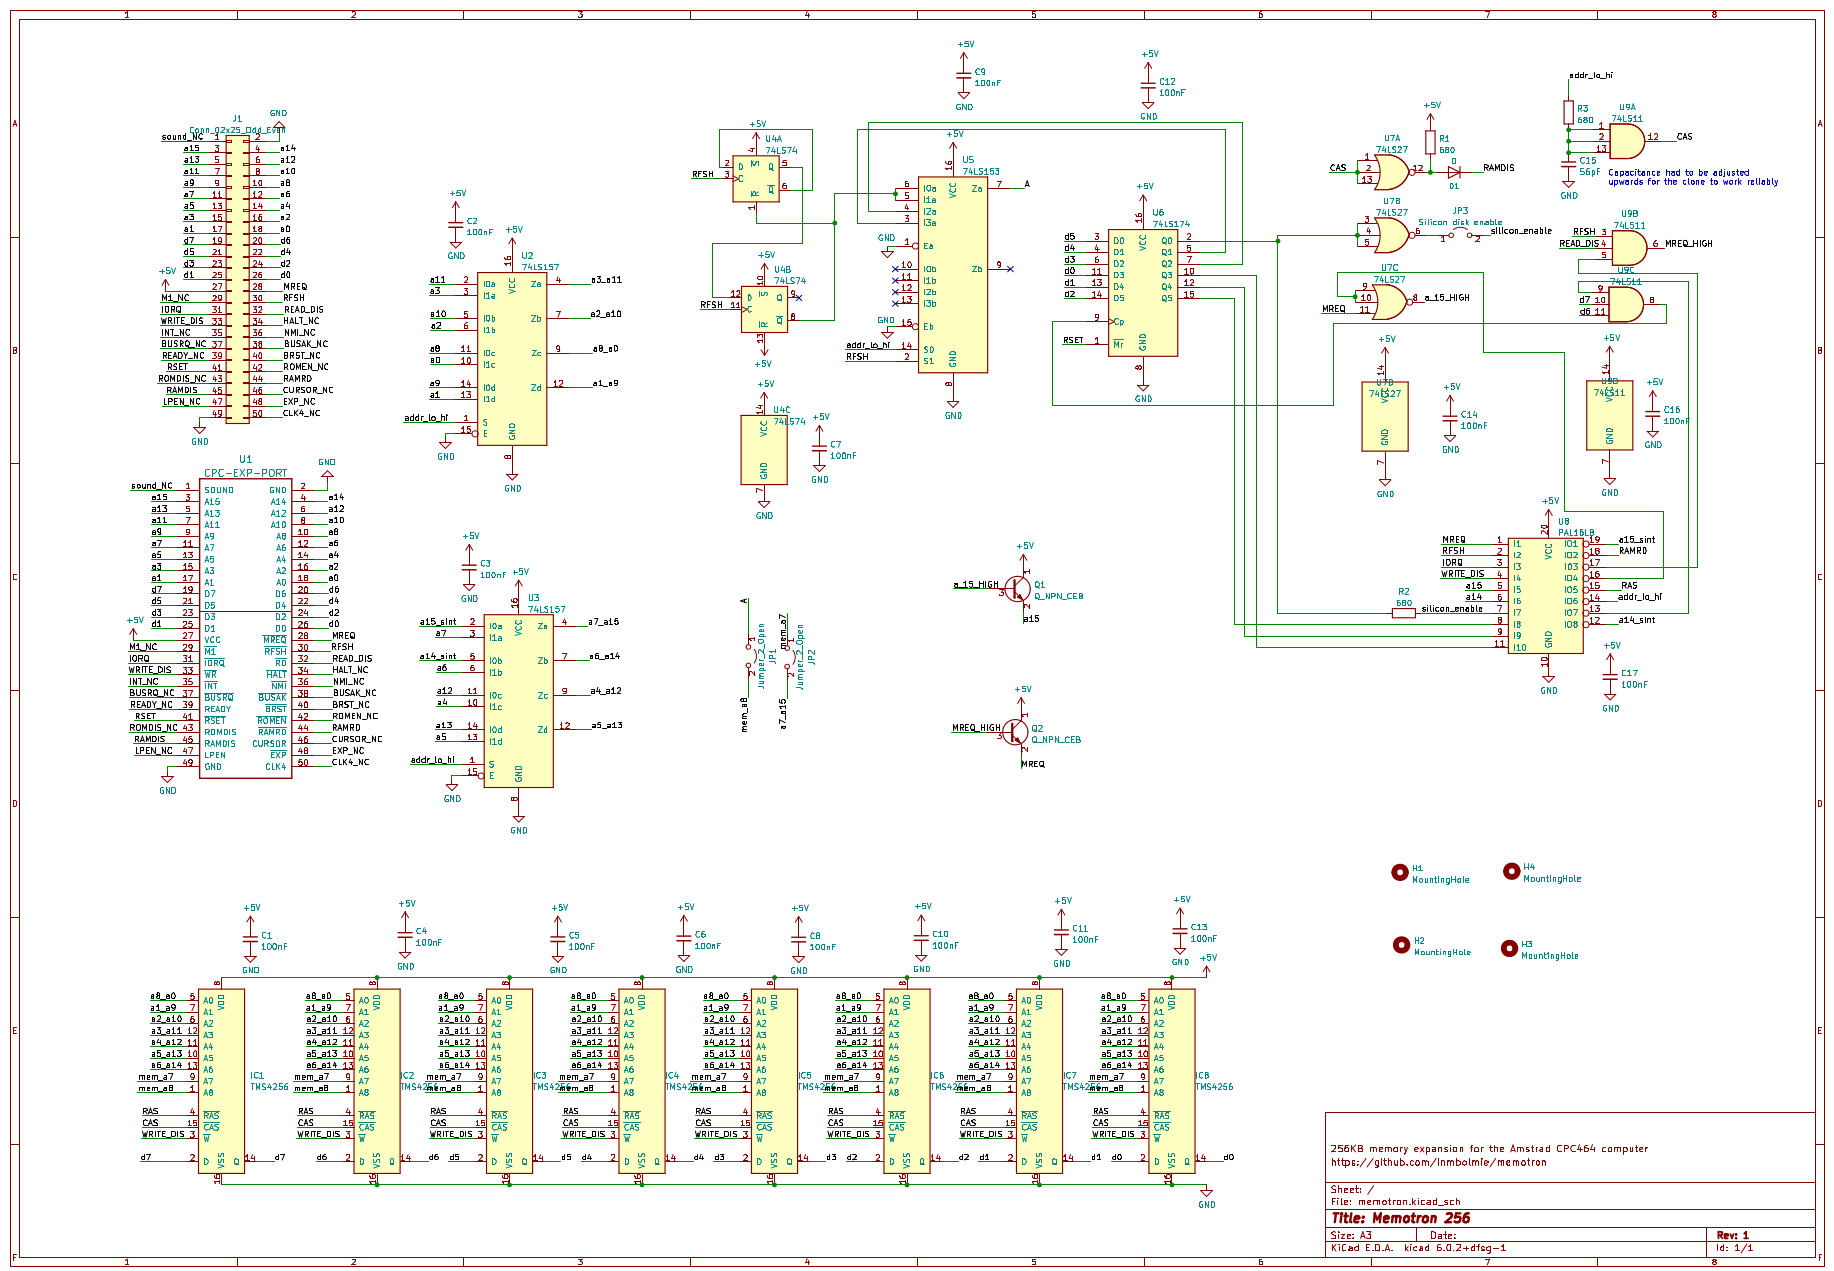 J1
Conn_02x25_Odd_Even
GND
sound_NC 1 2
a15 3 4 a14
a13 5 6 a12
a11 7 8 a10
a9 9 10 a8
a7 11 12 a6
a5 13 14 a4
a3 15 16 a2
a1 17 18 a0
d7 19 20 d6
d5 21 22 d4
d3 23 24 d2
d1 25 26 d0
+5V 27 28 MREQ
M1_NC 29 30 RFSH
IORQ 31 32 READ_DIS
WRITE_DIS 33 34 HALT_NC
INT_NC 35 36 NMI_NC
BUSRQ_NC 37 38 BUSAK_NC
READY_NC 39 40 BRST_NC
RSET 41 42 ROMEN_NC
ROMDIS_NC 43 44 RAMRD
RAMDIS 45 46 CURSOR_NC
LPEN_NC 47 48 EXP_NC
49 50 CLK4_NC
GND
U1
CPC-EXP-PORT
GND
sound_NC 1 SOUND GND 2
a15 3 A15 A14 4 a14
a13 5 A13 A12 6 a12
a11 7 A11 A10 8 a10
a9 9 A9 A8 10 a8
a7 11 A7 A6 12 a6
a5 13 A5 A4 14 a4
a3 15 A3 A2 16 a2
a1 17 A1 A0 18 a0
d7 19 D7 D6 20 d6
d5 21 D5 D4 22 d4
d3 23 D3 D2 24 d2
d1 25 D1 D0 26 d0
+5V 27 VCC MREQ 28 MREQ
M1_NC 29 M1 RFSH 30 RFSH
IORQ 31 IORQ RD 32 READ_DIS
WRITE_DIS 33 WR HALT 34 HALT_NC
INT_NC 35 INT NMI 36 NMI_NC
BUSRQ_NC 37 BUSRQ BUSAK 38 BUSAK_NC
READY_NC 39 READY BRST 40 BRST_NC
RSET 41 RSET ROMEN 42 ROMEN_NC
ROMDIS_NC 43 ROMDIS RAMRD 44 RAMRD
RAMDIS 45 RAMDIS CURSOR 46 CURSOR_NC
LPEN_NC 47 LPEN EXP 48 EXP_NC
49 GND CLK4 50 CLK4_NC
GND
+5V
C2
100nF
GND
+5V
U2
74LS157
16 VCC
a11 2 I0a Za 4 a3_a11
a3 3 I1a
a10 5 I0b Zb 7 a2_a10
a2 6 I1b
a8 11 I0c Zc 9 a8_a0
a0 10 I1c
a9 14 I0d Zd 12 a1_a9
a1 13 I1d
addr_lo_hi 1 S
15 E
GND
GND 8
GND
+5V
C3
100nF
GND
+5V
U3
74LS157
16 VCC
a15_sint 2 I0a Za 4 a7_a15
a7 3 I1a
a14_sint 5 I0b Zb 7 a6_a14
a6 6 I1b
a12 11 I0c Zc 9 a4_a12
a4 10 I1c
a13 14 I0d Zd 12 a5_a13
a5 13 I1d
addr_lo_hi 1 S
15 E
GND
GND 8
GND
+5V
U4A
74LS74
4 S
2 D Q 5
RFSH 3 C Q 6
R 1
+5V
U4B
74LS74
10 S
12 D Q 9
RFSH 11 C Q 8
R 13
+5V
+5V
U4C
74LS74
14 VCC
GND 7
GND
+5V
C7
100nF
GND
+5V
C9
100nF
GND
+5V
U5
74LS153
16 VCC
6 I0a Za 7 A
5 I1a
4 I2a
3 I3a
GND
1 Ea
10 I0b Zb 9
11 I1b
12 I2b
13 I3b
GND
15 Eb
addr_lo_hi 14 S0
RFSH 2 S1
GND 8
GND
+5V
C12
100nF
GND
+5V
U6
74LS174
16 VCC
d5 3 D0 Q0 2
d4 4 D1 Q1 5
d3 6 D2 Q2 7
d0 11 D3 Q3 10
d1 13 D4 Q4 12
d2 14 D5 Q5 15
9 Cp
RSET 1 Mr
GND 8
GND
U7A
74LS27
CAS 1 2 13 12
+5V
R1
680
D
D1
RAMDIS
U7B
74LS27
3 4 5 6
JP3
Silicon disk enable
1 2
silicon_enable
U7C
74LS27
9 10 11 8
MREQ
a_15_HIGH
+5V
U7D
74LS27
14 VCC
GND 7
GND
+5V
C14
100nF
GND
addr_lo_hi
R3
680
C15
56pF
GND
U9A
74LS11
1 2 13 12 CAS
Capacitance had to be adjusted
upwards for the clone to work reliably
U9B
74LS11
RFSH 3
READ_DIS 4
5
6 MREQ_HIGH
U9C
74LS11
9
d7 10
d6 11
8
+5V
U9D
74LS11
14 VCC
GND 7
GND
+5V
C16
100nF
GND
+5V
U8
PAL16L8
20 VCC
MREQ 1 I1 IO1 19 a15_sint
RFSH 2 I2 IO2 18 RAMRD
IORQ 3 I3 IO3 17
WRITE_DIS 4 I4 IO4 16
a15 5 I5 IO5 15 RAS
a14 6 I6 IO6 14 addr_lo_hi
silicon_enable 7 I7 IO7 13
8 I8 IO8 12 a14_sint
9 I9
11 I10
GND 10
GND
R2
680
+5V
C17
100nF
GND
A
1
JP1
Jumper_2_Open
2
mem_a8
mem_a7
1
JP2
Jumper_2_Open
2
a7_a15
+5V
a_15_HIGH 3
1
Q1
Q_NPN_CEB
2
a15
+5V
MREQ_HIGH 3
1
Q2
Q_NPN_CEB
2
MREQ
H1
MountingHole
H4
MountingHole
H2
MountingHole
H3
MountingHole
+5V C1 100nF GND
+5V C4 100nF GND
+5V C5 100nF GND
+5V C6 100nF GND
+5V C8 100nF GND
+5V C10 100nF GND
+5V C11 100nF GND
+5V C13 100nF GND
+5V
a8_a0 5 A0
a1_a9 7 A1
a2_a10 6 A2
a3_a11 12 A3
a4_a12 11 A4
a5_a13 10 A5
a6_a14 13 A6
mem_a7 9 A7
mem_a8 1 A8
RAS 4 RAS
CAS 15 CAS
WRITE_DIS 3 W
d7 2 D Q 14 d7
8 VDD
VSS 16
IC1
TMS4256
IC2
TMS4256
d6 2 D Q 14 d6
IC3
TMS4256
d5 2 D Q 14 d5
IC4
TMS4256
d4 2 D Q 14 d4
IC5
TMS4256
d3 2 D Q 14 d3
IC6
TMS4256
d2 2 D Q 14 d2
IC7
TMS4256
d1 2 D Q 14 d1
IC8
TMS4256
d0 2 D Q 14 d0
GND
256KB memory expansion for the Amstrad CPC464 computer
https://github.com/inmbolmie/memotron
Sheet: /
File: memotron.kicad_sch
Title: Memotron 256
Size: A3 Date: Rev: 1
KiCad E.D.A. kicad 6.0.2+dfsg-1 Id: 1/1